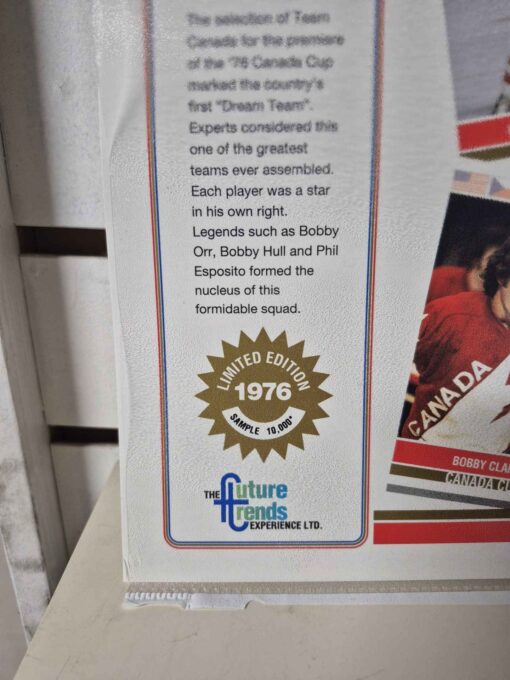 The selection of Team
Canada for the premiere
of the '76 Canada Cup
marked the country's
first "Dream Team".
Experts considered this
one of the greatest
teams ever assembled.
Each player was a star
in his own right.
Legends such as Bobby
Orr, Bobby Hull and Phil
Esposito formed the
nucleus of this
formidable squad.
LIMITED EDITION
1976
SAMPLE 10,000*
THE Future
Trends
EXPERIENCE LTD.
CANADA
BOBBY CLA
CANADA CU